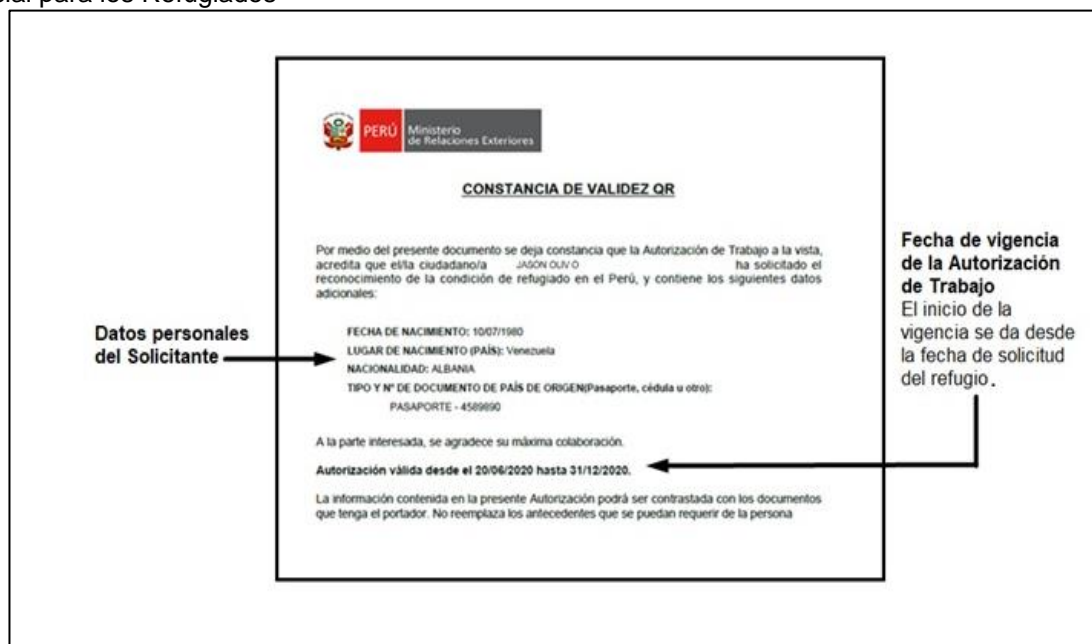 PERÚ Ministerio
de Relaciones Exteriores
CONSTANCIA DE VALIDEZ QR
Por medio del presente documento se deja constancia que la Autorización de Trabajo a la vista,
acredita que el/la ciudadano/a JASON OLIVO ha solicitado el
reconocimiento de la condición de refugiado en el Perú, y contiene los siguientes datos
adicionales:
Datos personales
del Solicitante
FECHA DE NACIMIENTO: 10/07/1980
LUGAR DE NACIMIENTO (PAÍS): Venezuela
NACIONALIDAD: ALBANIA
TIPO Y Nº DE DOCUMENTO DE PAÍS DE ORIGEN(Pasaporte, cédula u otro):
PASAPORTE - 4589890
A la parte interesada, se agradece su máxima colaboración.
Autorización válida desde el 20/06/2020 hasta 31/12/2020.
La información contenida en la presente Autorización podrá ser contrastada con los documentos
que tenga el portador. No reemplaza los antecedentes que se puedan requerir de la persona
Fecha de vigencia
de la Autorización
de Trabajo
El inicio de la
vigencia se da desde
la fecha de solicitud
del refugio.